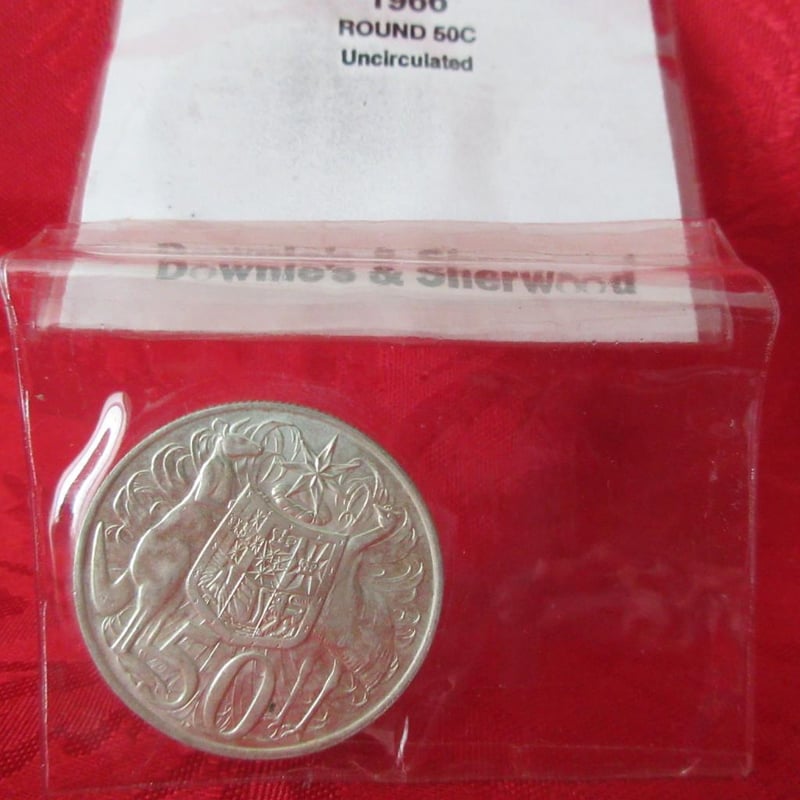 1966
ROUND 50C
Uncirculated
Downie's & Sherwood
50